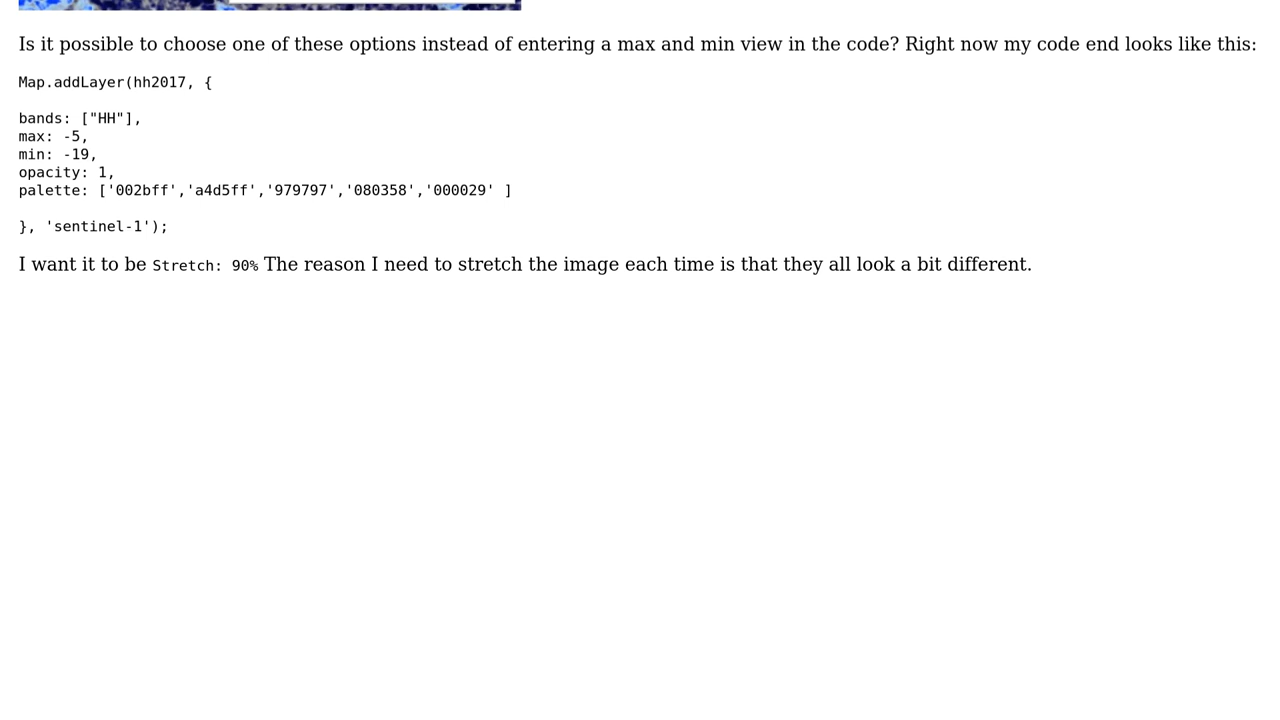 Is it possible to choose one of these options instead of entering a max and min view in the code? Right now my code end looks like this:
Map.addLayer(hh2017, {
bands: ["HH"],
max: -5,
min: -19,
opacity: 1,
palette: ['002bff','a4d5ff','979797','080358','000029' ]
}, 'sentinel-1');
I want it to be Stretch: 90% The reason I need to stretch the image each time is that they all look a bit different.